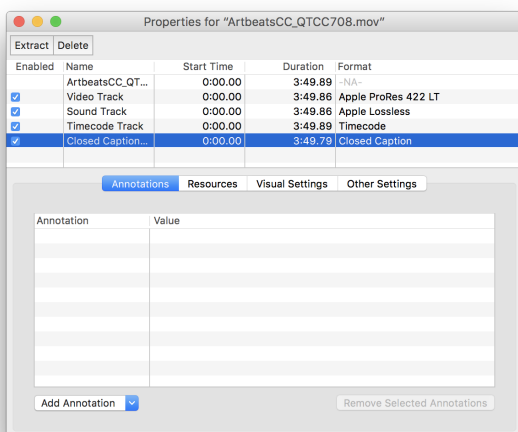 Properties for “ArtbeatsCC_QTCC708.mov”
Extract Delete
Enabled Name Start Time Duration Format
ArtbeatsCC_QT... 0:00.00 3:49.89 -NA-
Video Track 0:00.00 3:49.86 Apple ProRes 422 LT
Sound Track 0:00.00 3:49.86 Apple Lossless
Timecode Track 0:00.00 3:49.89 Timecode
Closed Caption... 0:00.00 3:49.79 Closed Caption
Annotations Resources Visual Settings Other Settings
Annotation Value
Add Annotation Remove Selected Annotations